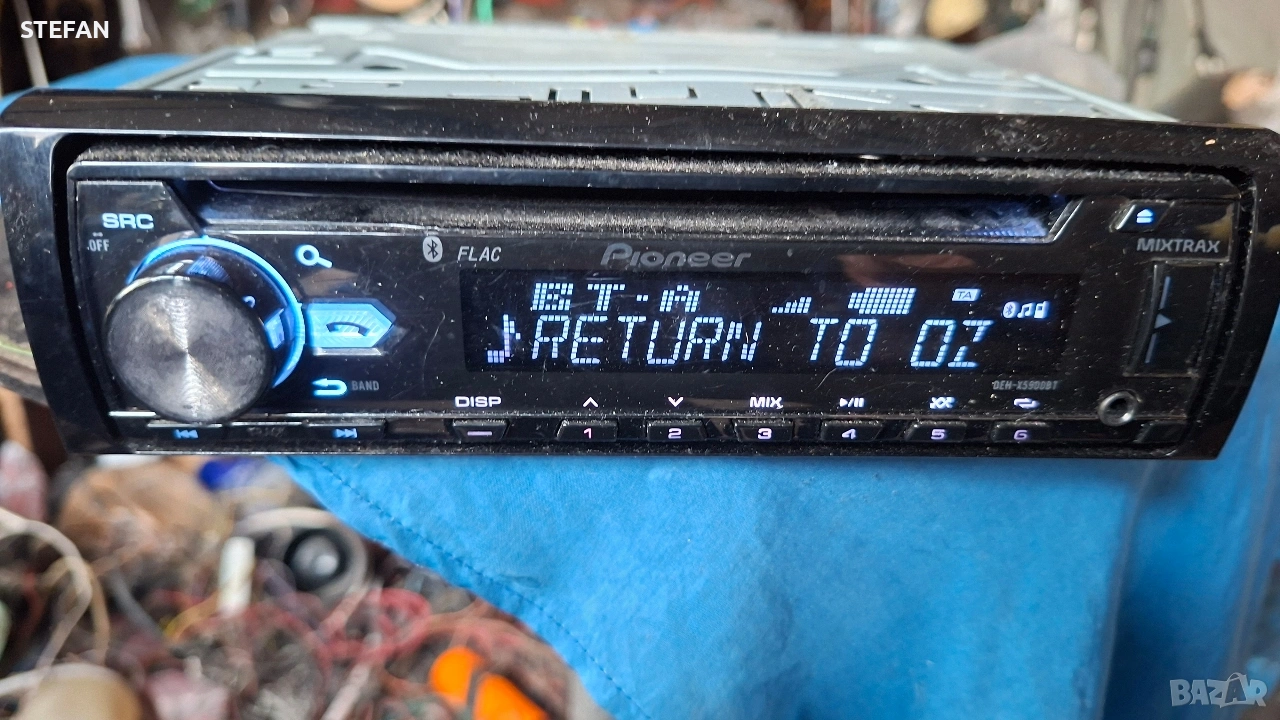 STEFAN
SRC
OFF
FLAC
Pioneer
MIXTRAX
BT-A
TA
RETURN TO OZ
BAND
DEH-X5900BT
DISP
MIX
1 2 3 4 5 6
BAZAR